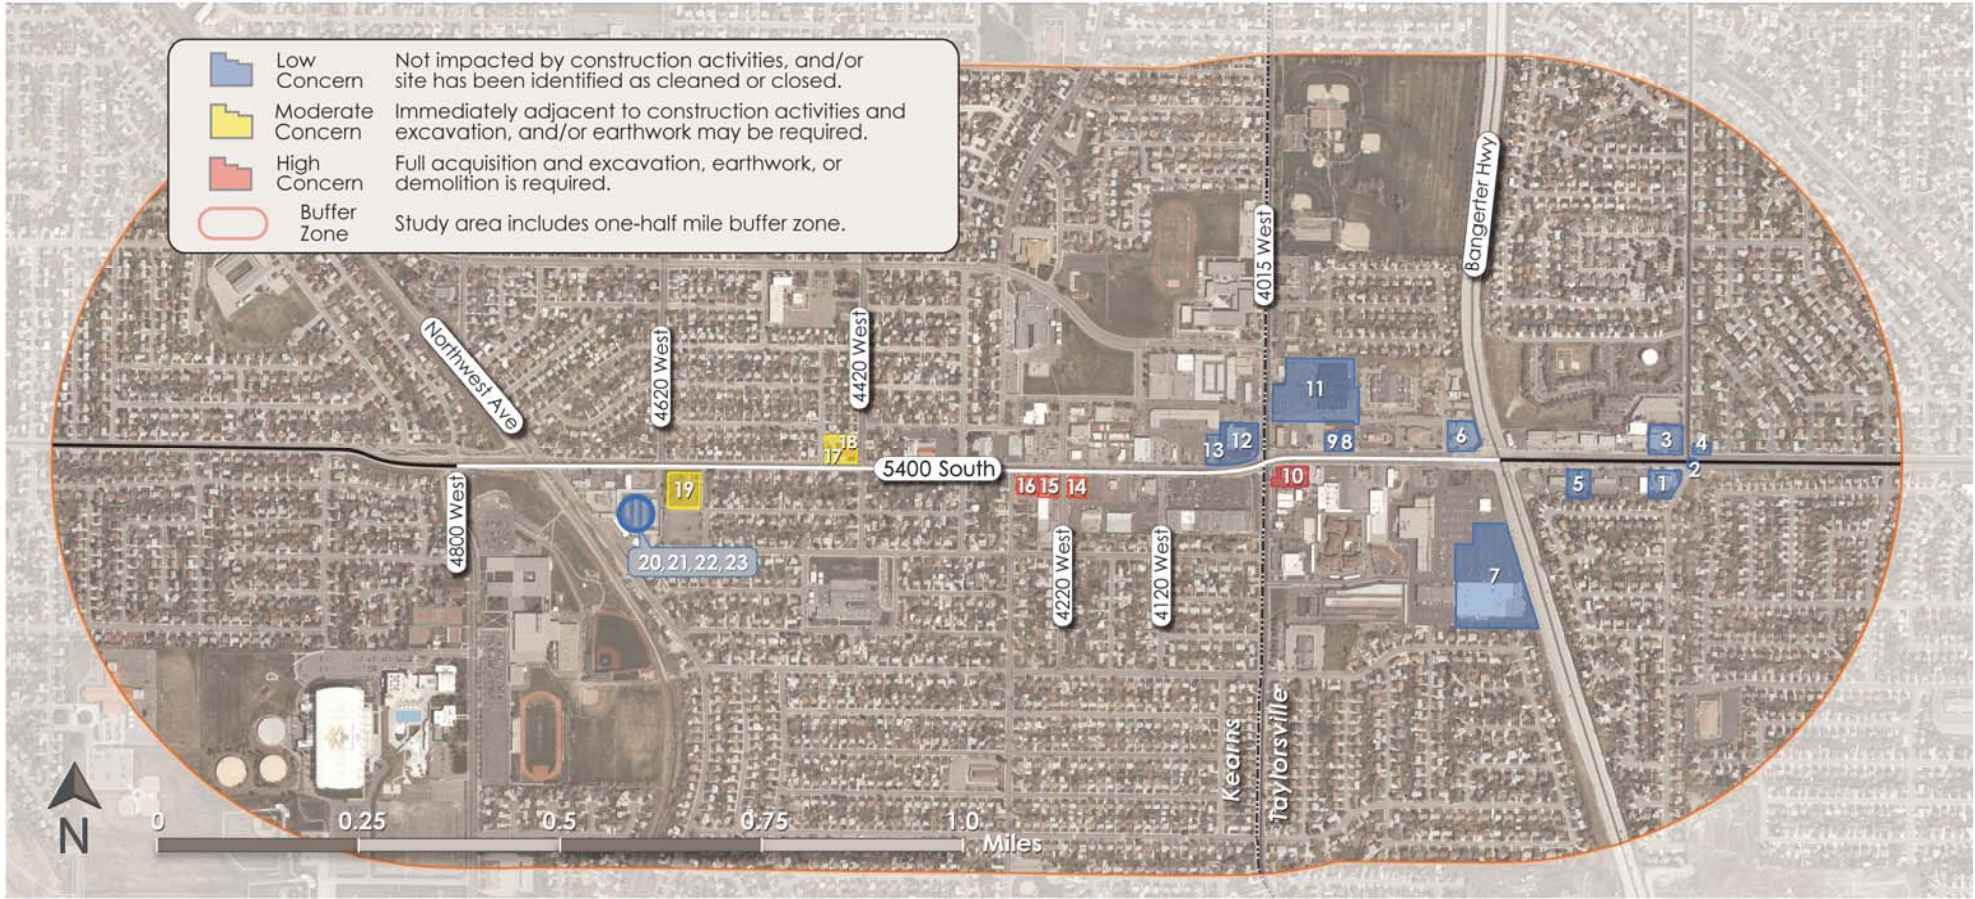 Low
Concern
Not impacted by construction activities, and/or
site has been identified as cleaned or closed.
Moderate
Concern
Immediately adjacent to construction activities and
excavation, and/or earthwork may be required.
High
Concern
Full acquisition and excavation, earthwork, or
demolition is required.
Buffer
Zone
Study area includes one-half mile buffer zone.
Northwest Ave
4620 West
4420 West
4015 West
Bangerter Hwy
11
18
17
13
12
9
8
6
3
4
2
5400 South
4800 West
19
16
15
14
10
5
1
20, 21, 22, 23
4220 West
4120 West
7
Kearns
Taylorsville
N
0
0.25
0.5
0.75
1.0
Miles